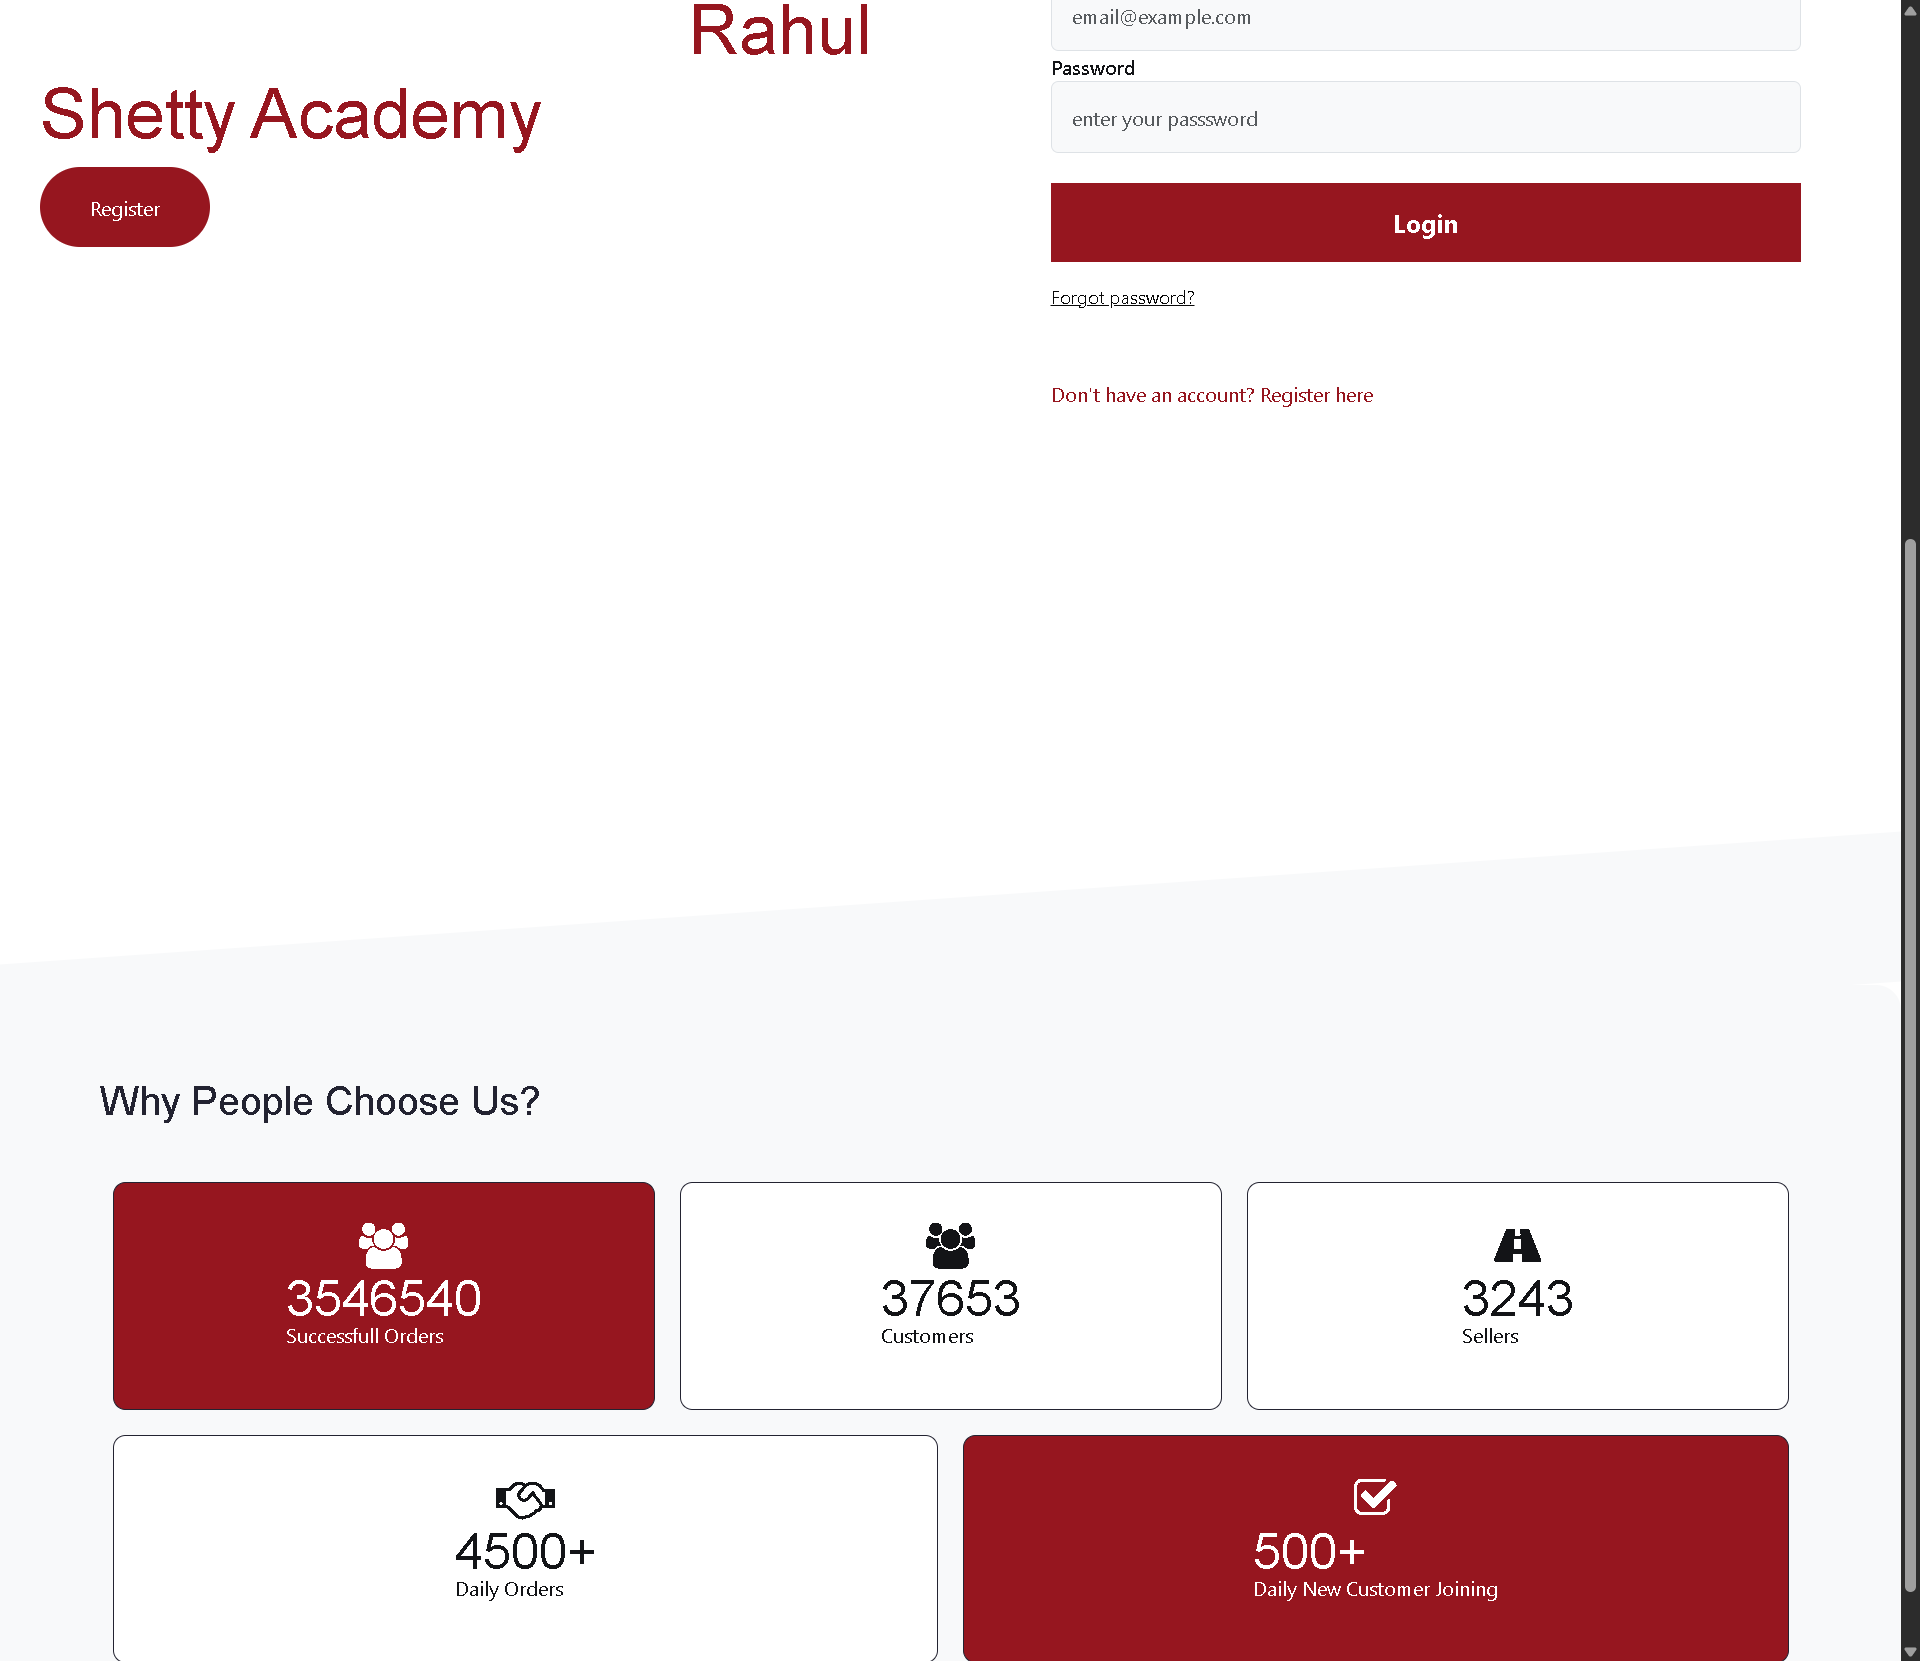 Rahul
Shetty Academy
Register
email@example.com
Password
enter your passsword
Login
Forgot password?
Don't have an account? Register here
Why People Choose Us?
3546540
Successfull Orders
37653
Customers
3243
Sellers
4500+
Daily Orders
500+
Daily New Customer Joining